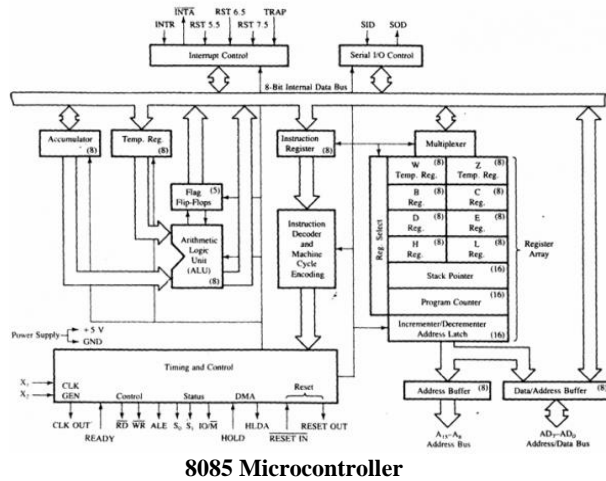 RST 6.5 TRAP
INTA
INTR RST 5.5 RST 7.5
SID SOD
Interrupt Control
Serial I/O Control
8-Bit Internal Data Bus
Accumulator
(8)
Temp. Reg.
(8)
Instruction
Register
(8)
Multiplexer
(5)
Flag
Flip-Flops
Arithmetic
Logic
Unit
(ALU)
(8)
Instruction
Decoder
and
Machine
Cycle
Encoding
Reg. Select
W (8) Z (8)
Temp. Reg. Temp. Reg.
B (8) C (8)
Reg. Reg.
D (8) E (8)
Reg. Reg.
H (8) L (8)
Reg. Reg.
Stack Pointer (16)
Program Counter (16)
Incrementer/Decrementer
Address Latch (16)
Register
Array
Power Supply
+5 V
GND
Timing and Control
X₁
X₂
CLK
GEN
Control Status DMA Reset
CLK OUT RD WR ALE S₀ S₁ IO/M HLDA RESET OUT
READY HOLD RESET IN
Address Buffer (8)
Data/Address Buffer (8)
A₁₅–A₈
Address Bus
AD₇–AD₀
Address/Data Bus
8085 Microcontroller